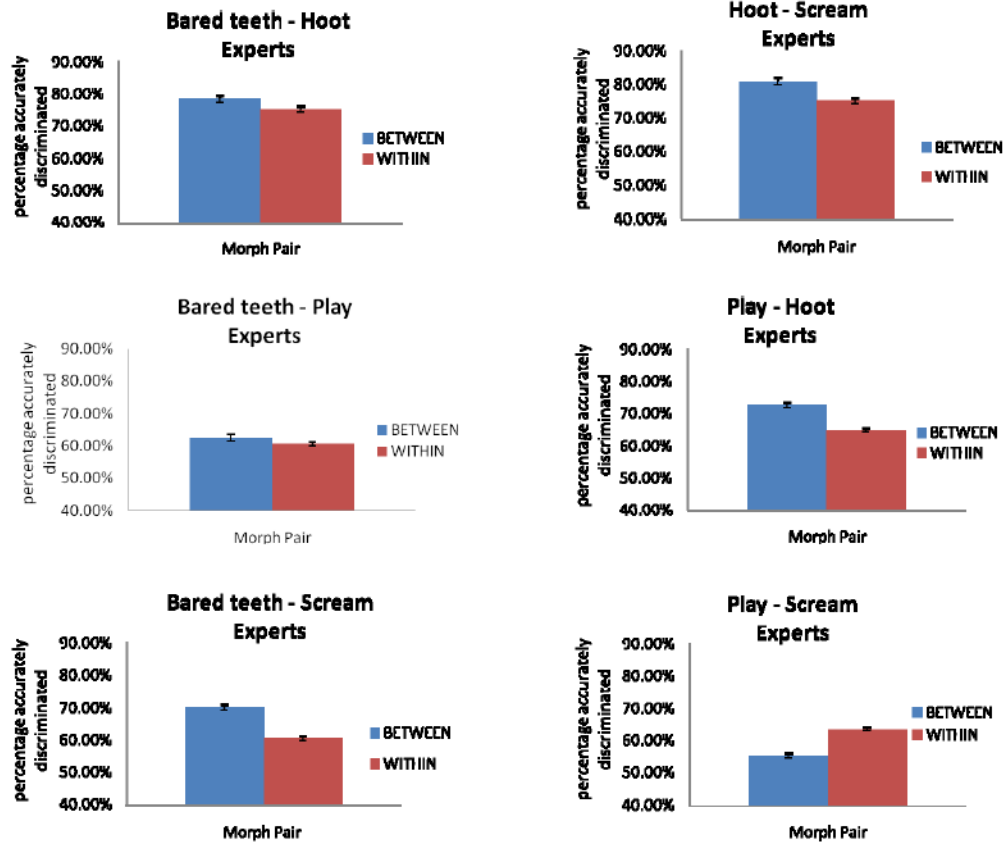 Bared teeth - Hoot
Experts
percentage accurately
discriminated
90.00%
80.00%
70.00%
60.00%
50.00%
40.00%
BETWEEN
WITHIN
Morph Pair
Hoot - Scream
Experts
percentage accurately
discriminated
90.00%
80.00%
70.00%
60.00%
50.00%
40.00%
BETWEEN
WITHIN
Morph Pair
Bared teeth - Play
Experts
percentage accurately
discriminated
90.00%
80.00%
70.00%
60.00%
50.00%
40.00%
BETWEEN
WITHIN
Morph Pair
Play - Hoot
Experts
percentage accurately
discriminated
90.00%
80.00%
70.00%
60.00%
50.00%
40.00%
BETWEEN
WITHIN
Morph Pair
Bared teeth - Scream
Experts
percentage accurately
discriminated
90.00%
80.00%
70.00%
60.00%
50.00%
40.00%
BETWEEN
WITHIN
Morph Pair
Play - Scream
Experts
percentage accurately
discriminated
90.00%
80.00%
70.00%
60.00%
50.00%
40.00%
BETWEEN
WITHIN
Morph Pair